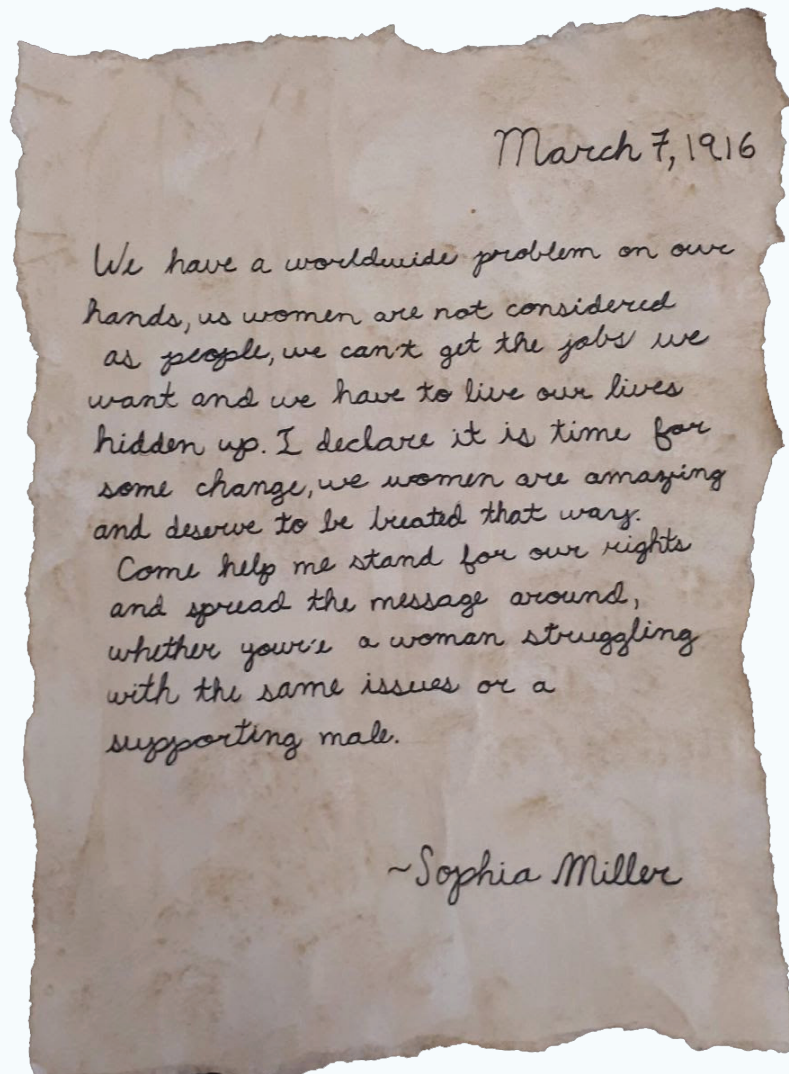 March 7, 1916
We have a worldwide problem on our
hands, us women are not considered
as people, we can't get the jobs we
want and we have to live our lives
hidden up. I declare it is time for
some change, we women are amazing
and deserve to be treated that way.
Come help me stand for our rights
and spread the message around,
whether your'e a woman struggling
with the same issues or a
supporting male.
~Sophia Miller